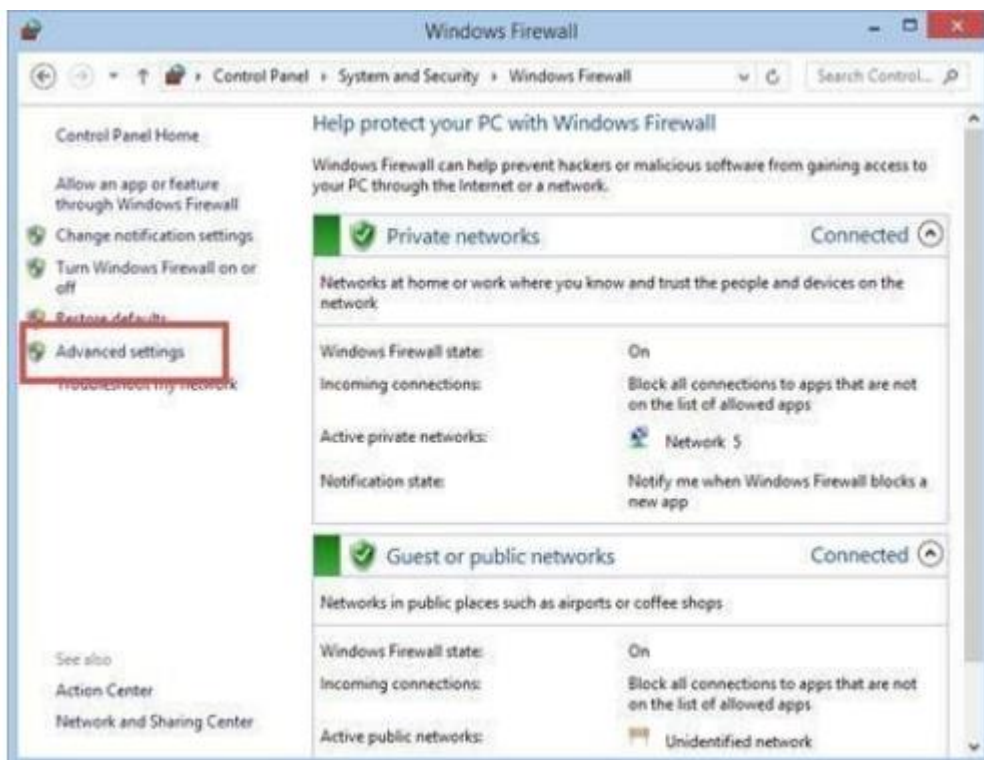 Windows Firewall
Control Panel › System and Security › Windows Firewall
Search Control...
Control Panel Home
Allow an app or feature
through Windows Firewall
Change notification settings
Turn Windows Firewall on or
off
Restore defaults
Advanced settings
Troubleshoot my network
See also
Action Center
Network and Sharing Center
Help protect your PC with Windows Firewall
Windows Firewall can help prevent hackers or malicious software from gaining access to
your PC through the Internet or a network.
Private networks Connected
Networks at home or work where you know and trust the people and devices on the
network
Windows Firewall state: On
Incoming connections: Block all connections to apps that are not
on the list of allowed apps
Active private networks: Network 5
Notification state: Notify me when Windows Firewall blocks a
new app
Guest or public networks Connected
Networks in public places such as airports or coffee shops
Windows Firewall state: On
Incoming connections: Block all connections to apps that are not
on the list of allowed apps
Active public networks: Unidentified network